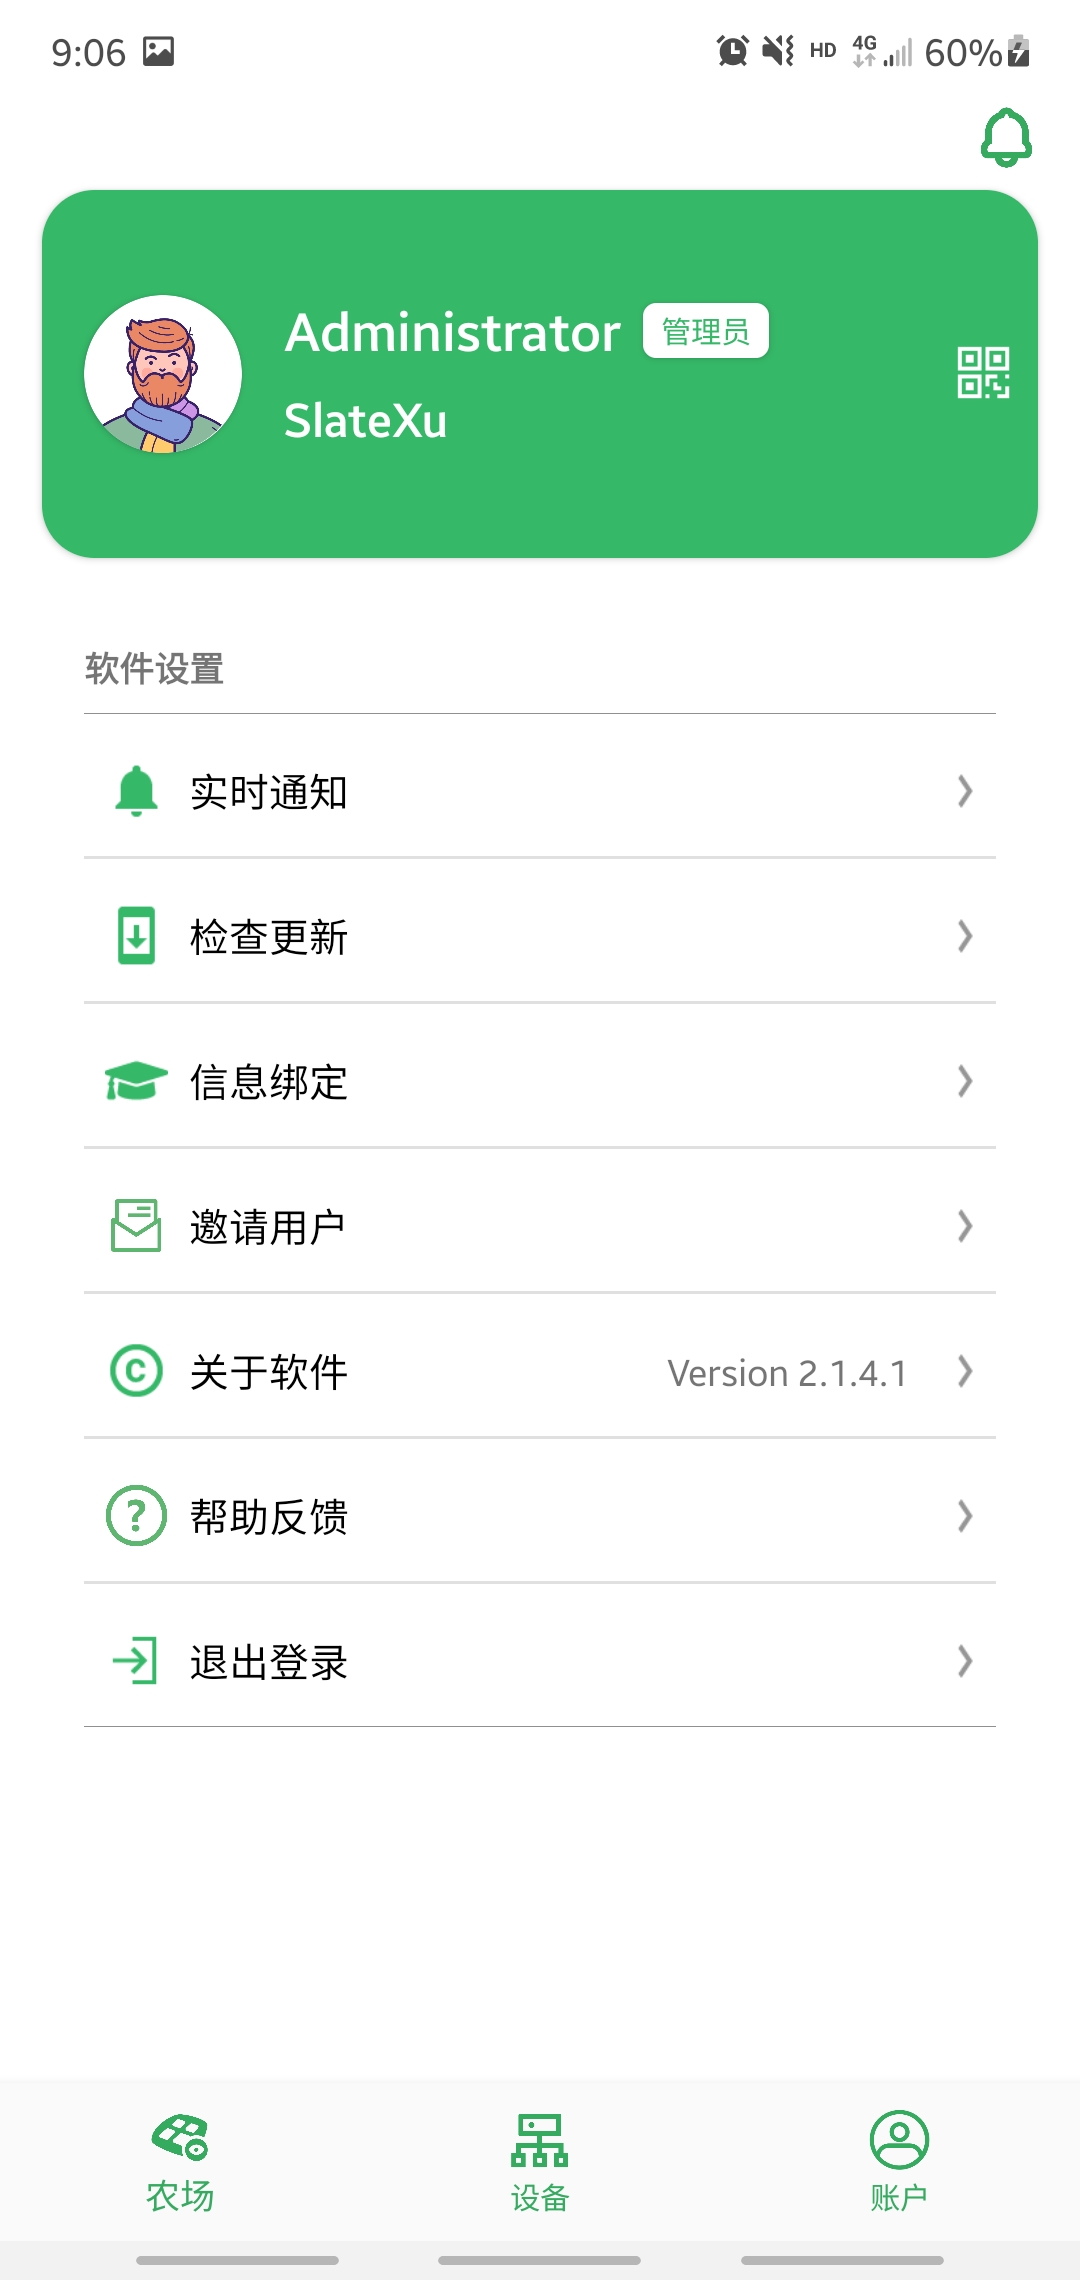 9:06 HD 4G 60%
Administrator 管理员
SlateXu
软件设置
实时通知
检查更新
信息绑定
邀请用户
关于软件 Version 2.1.4.1
帮助反馈
退出登录
农场 设备 账户